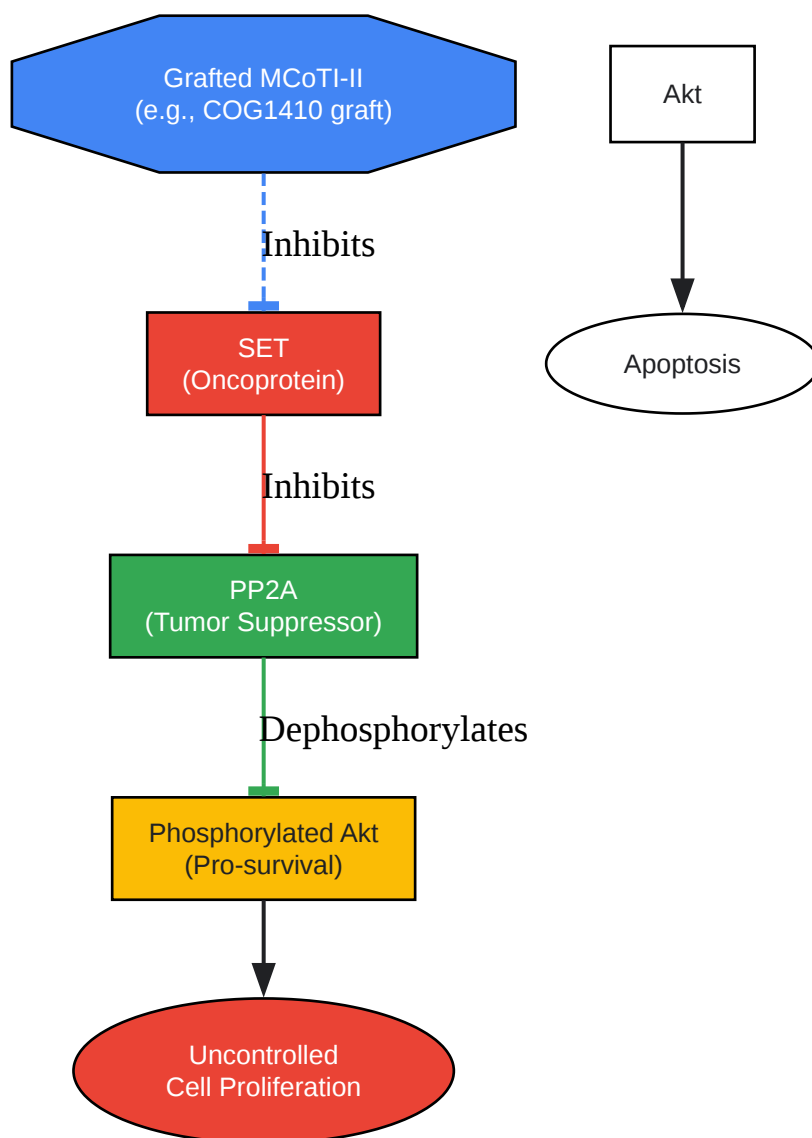 Grafted MCoTI-II
(e.g., COG1410 graft)
Akt
Inhibits
SET
(Oncoprotein)
Apoptosis
Inhibits
PP2A
(Tumor Suppressor)
Dephosphorylates
Phosphorylated Akt
(Pro-survival)
Uncontrolled
Cell Proliferation